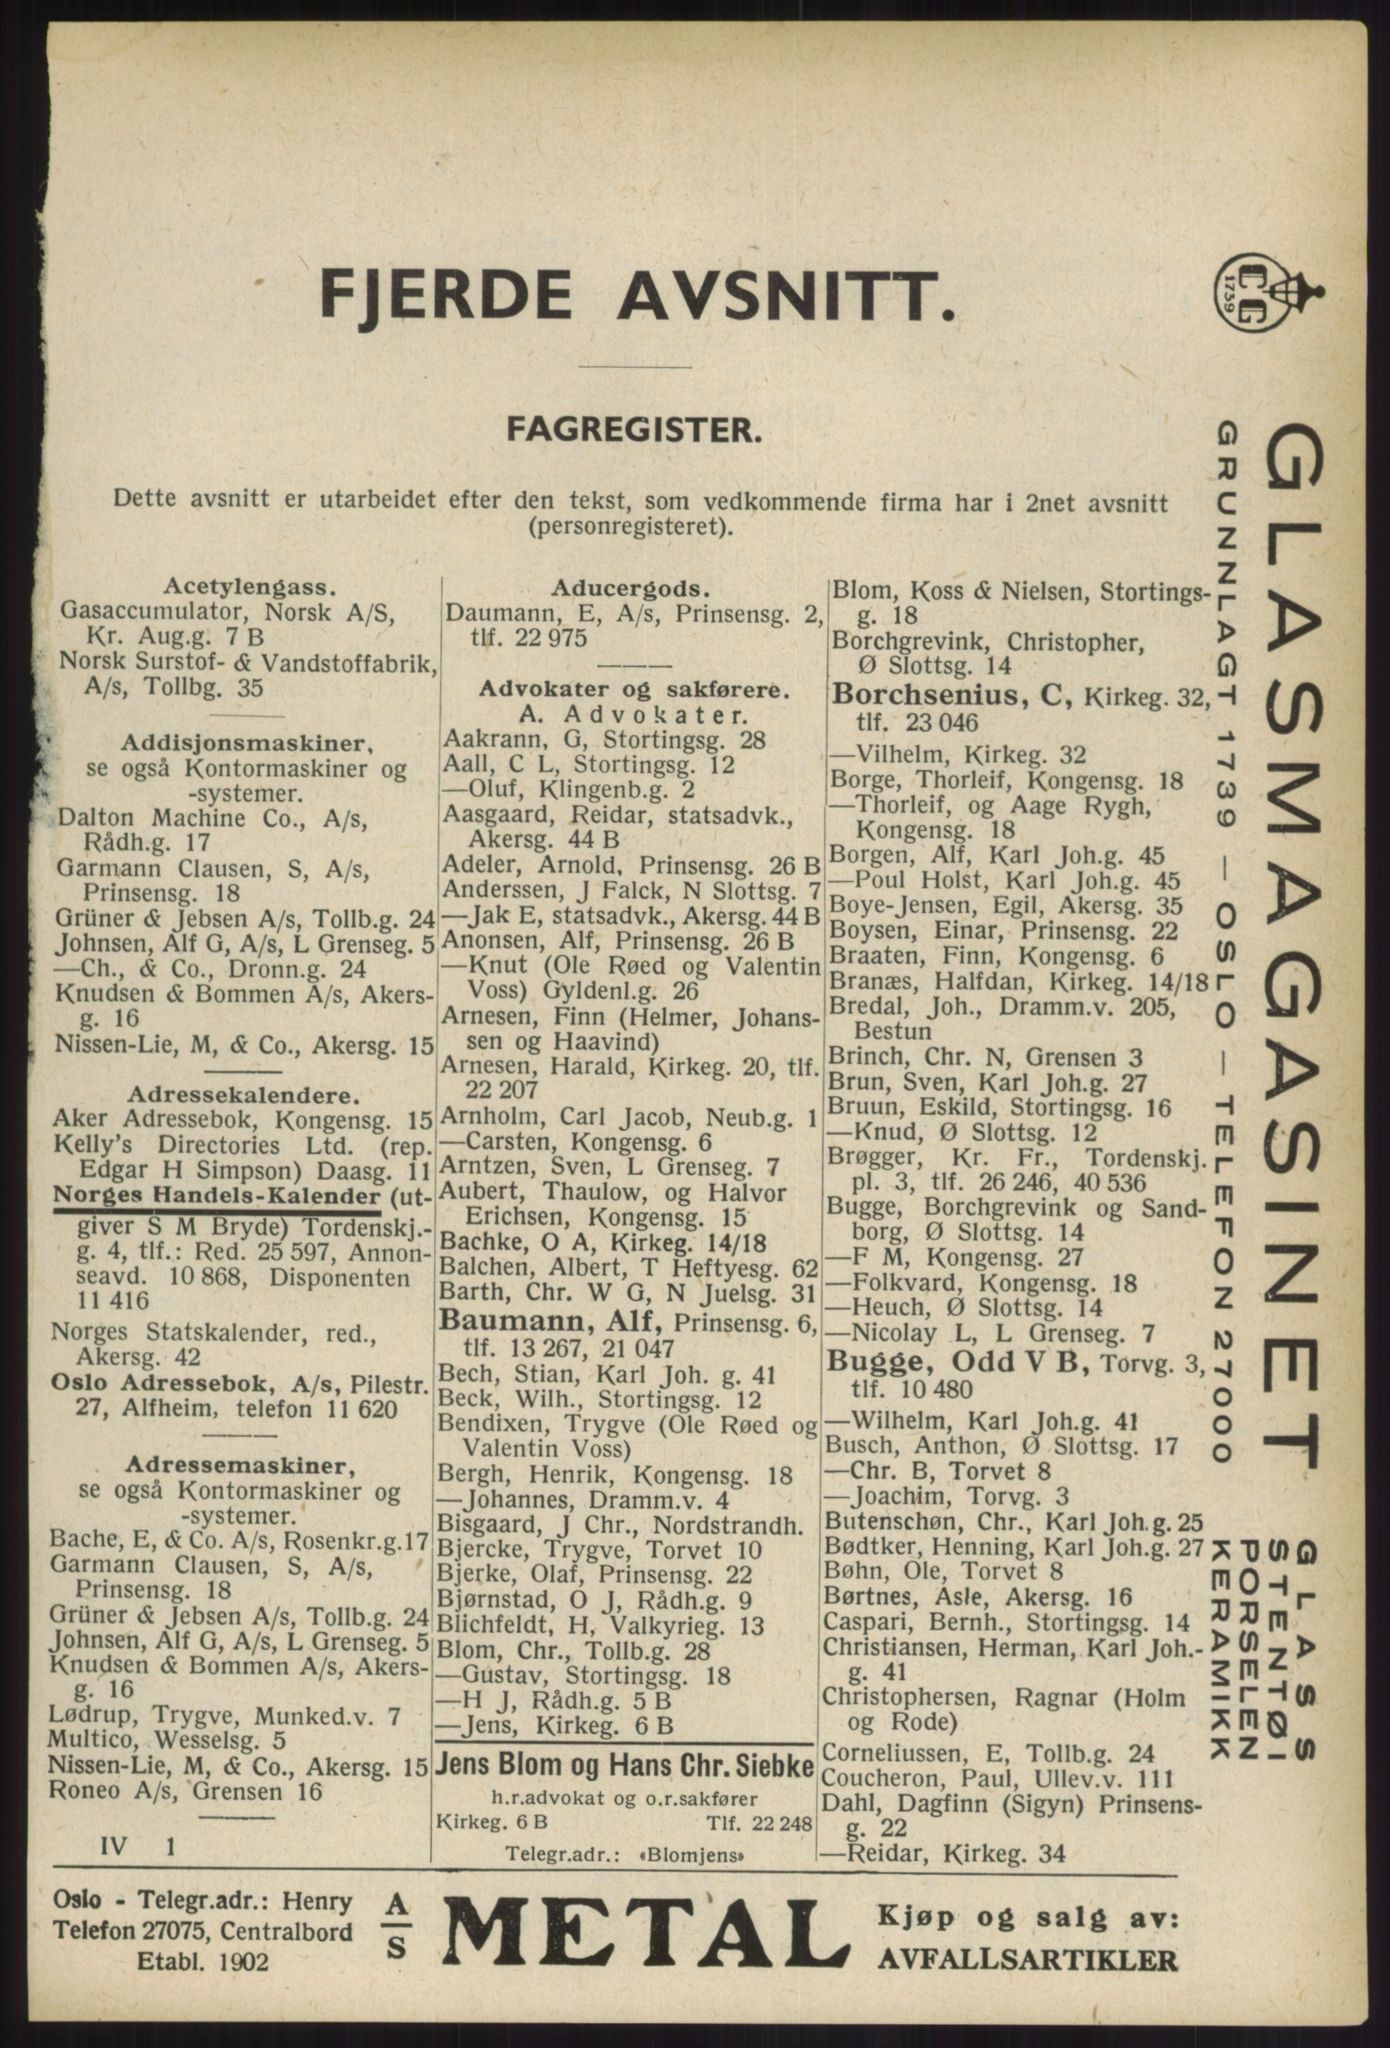 FJERDE AVSNITT.
FAGREGISTER.
Dette avsnitt er utarbeidet efter den tekst, som vedkommende firma har i 2net avsnitt
(personregisteret).
Acetylengass.
Gasaccumulator, Norsk A/S,
Kr. Aug.g. 7 B
Norsk Surstof- & Vandstoffabrik,
A/s, Tollbg. 35
Addisjonsmaskiner,
se også Kontormaskiner og
-systemer.
Dalton Machine Co., A/s,
Rådh.g. 17
Garmann Clausen, S, A/s,
Prinsensg. 18
Grüner & Jebsen A/s, Tollb.g. 24
Johnsen, Alf G, A/s, L Grenseg. 5
—Ch., & Co., Dronn.g. 24
Knudsen & Bommen A/s, Akers-
g. 16
Nissen-Lie, M, & Co., Akersg. 15
Adressekalendere.
Aker Adressebok, Kongensg. 15
Kelly's Directories Ltd. (rep.
Edgar H Simpson) Daasg. 11
Norges Handels-Kalender (ut-
giver S M Bryde) Tordenskj.-
g. 4, tlf.: Red. 25 597, Annon-
seavd. 10 868, Disponenten
11 416
Norges Statskalender, red.,
Akersg. 42
Oslo Adressebok, A/s, Pilestr.
27, Alfheim, telefon 11 620
Adressemaskiner,
se også Kontormaskiner og
-systemer.
Bache, E, & Co. A/s, Rosenkr.g.17
Garmann Clausen, S, A/s,
Prinsensg. 18
Grüner & Jebsen A/s, Tollb.g. 24
Johnsen, Alf G, A/s, L Grenseg. 5
Knudsen & Bommen A/s, Akers-
g. 16
Lødrup, Trygve, Munked.v. 7
Multico, Wesselsg. 5
Nissen-Lie, M, & Co., Akersg. 15
Roneo A/s, Grensen 16
IV 1
Aducergods.
Daumann, E, A/s, Prinsensg. 2,
tlf. 22 975
Advokater og sakførere.
A. Advokater.
Aakrann, G, Stortingsg. 28
Aall, C L, Stortingsg. 12
—Oluf, Klingenb.g. 2
Aasgaard, Reidar, statsadvk.,
Akersg. 44 B
Adeler, Arnold, Prinsensg. 26 B
Anderssen, J Falck, N Slottsg. 7
—Jak E, statsadvk., Akersg. 44 B
Anonsen, Alf, Prinsensg. 26 B
—Knut (Ole Røed og Valentin
Voss) Gyldenl.g. 26
Arnesen, Finn (Helmer, Johans-
sen og Haavind)
Arnesen, Harald, Kirkeg. 20, tlf.
22 207
Arnholm, Carl Jacob, Neub.g. 1
—Carsten, Kongensg. 6
Arntzen, Sven, L Grenseg. 7
Aubert, Thaulow, og Halvor
Erichsen, Kongensg. 15
Bachke, O A, Kirkeg. 14/18
Balchen, Albert, T Heftyesg. 62
Barth, Chr. W G, N Juelsg. 31
Baumann, Alf, Prinsensg. 6,
tlf. 13 267, 21 047
Bech, Stian, Karl Joh. g. 41
Beck, Wilh., Stortingsg. 12
Bendixen, Trygve (Ole Røed og
Valentin Voss)
Bergh, Henrik, Kongensg. 18
—Johannes, Dramm.v. 4
Bisgaard, J Chr., Nordstrandh.
Bjercke, Trygve, Torvet 10
Bjerke, Olaf, Prinsensg. 22
Bjørnstad, O J, Rådh.g. 9
Blichfeldt, H, Valkyrieg. 13
Blom, Chr., Tollb.g. 28
—Gustav, Stortingsg. 18
—H J, Rådh.g. 5 B
—Jens, Kirkeg. 6 B
Jens Blom og Hans Chr. Siebke
h.r.advokat og o.r.sakfører
Kirkeg. 6 B Tlf. 22 248
Telegr.adr.: «Blomjens»
Blom, Koss & Nielsen, Stortings-
g. 18
Borchgrevink, Christopher,
Ø Slottsg. 14
Borchsenius, C, Kirkeg. 32,
tlf. 23 046
—Vilhelm, Kirkeg. 32
Borge, Thorleif, Kongensg. 18
—Thorleif, og Aage Rygh,
Kongensg. 18
Borgen, Alf, Karl Joh.g. 45
—Poul Holst, Karl Joh.g. 45
Boye-Jensen, Egil, Akersg. 35
Boysen, Einar, Prinsensg. 22
Braaten, Finn, Kongensg. 6
Branæs, Halfdan, Kirkeg. 14/18
Bredal, Joh., Dramm.v. 205,
Bestun
Brinch, Chr. N, Grensen 3
Brun, Sven, Karl Joh.g. 27
Bruun, Eskild, Stortingsg. 16
—Knud, Ø Slottsg. 12
Brøgger, Kr. Fr., Tordenskj.
pl. 3, tlf. 26 246, 40 536
Bugge, Borchgrevink og Sand-
borg, Ø Slottsg. 14
—F M, Kongensg. 27
—Folkvard, Kongensg. 18
—Heuch, Ø Slottsg. 14
—Nicolay L, L Grenseg. 7
Bugge, Odd V B, Torvg. 3,
tlf. 10 480
—Wilhelm, Karl Joh.g. 41
Busch, Anthon, Ø Slottsg. 17
—Chr. B, Torvet 8
—Joachim, Torvg. 3
Butenschøn, Chr., Karl Joh.g. 25
Bødtker, Henning, Karl Joh.g. 27
Bøhn, Ole, Torvet 8
Børtnes, Asle, Akersg. 16
Caspari, Bernh., Stortingsg. 14
Christiansen, Herman, Karl Joh.-
g. 41
Christophersen, Ragnar (Holm
og Rode)
Corneliussen, E, Tollb.g. 24
Coucheron, Paul, Ullev.v. 111
Dahl, Dagfinn (Sigyn) Prinsens-
g. 22
—Reidar, Kirkeg. 34
CG
1739
GLASMAGASINET
GRUNNLAGT 1739 — OSLO — TELEFON 27000
GLASS
STENTØI
PORSELEN
KERAMIKK
Oslo - Telegr.adr.: Henry
Telefon 27075, Centralbord
Etabl. 1902
A/S METAL
Kjøp og salg av:
AVFALLSARTIKLER